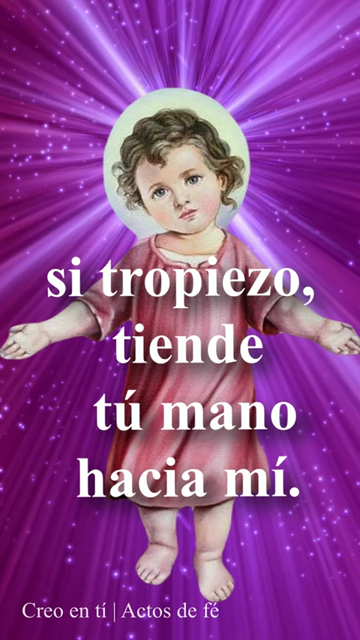 si tropiezo,
tiende
tú mano
hacia mí.
Creo en tí | Actos de fé